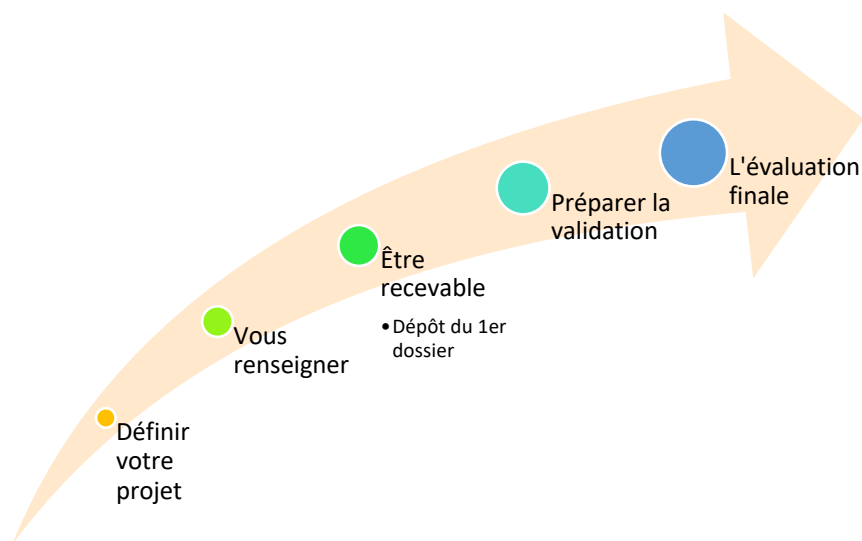 Définir
votre
projet
Vous
renseigner
Être
recevable
•Dépôt du 1er
dossier
Préparer la
validation
L'évaluation
finale